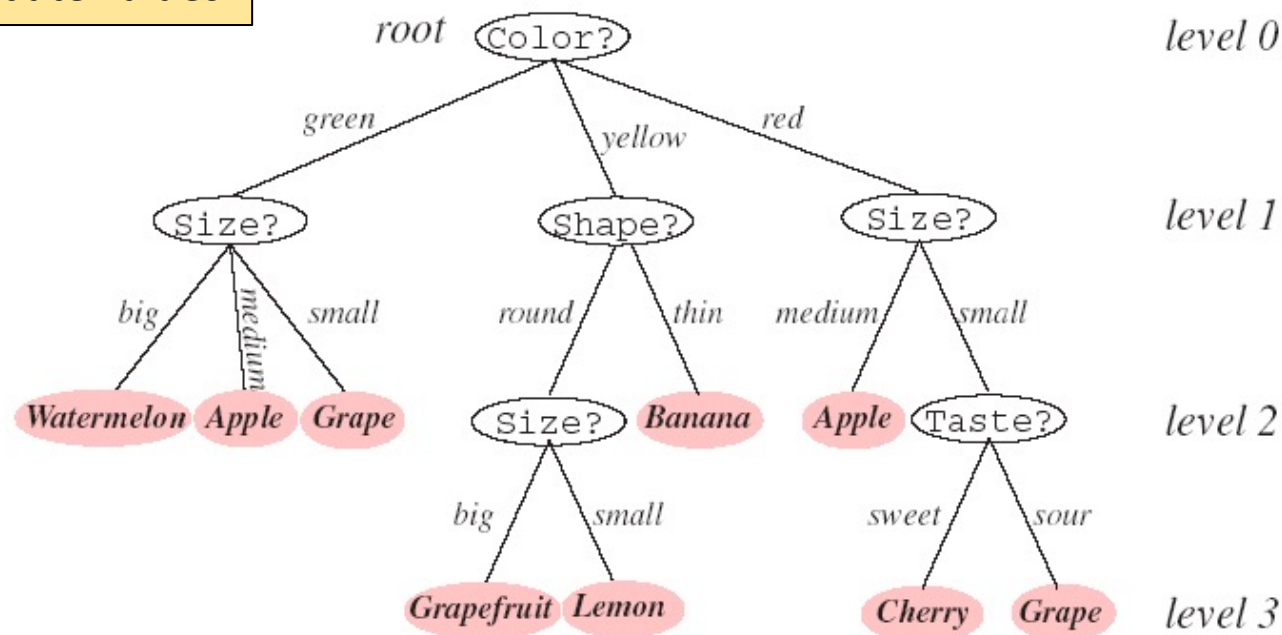 root Color? level 0
green yellow red
Size? Shape? Size? level 1
big medium small round thin medium small
Watermelon Apple Grape Size? Banana Apple Taste? level 2
big small sweet sour
Grapefruit Lemon Cherry Grape level 3